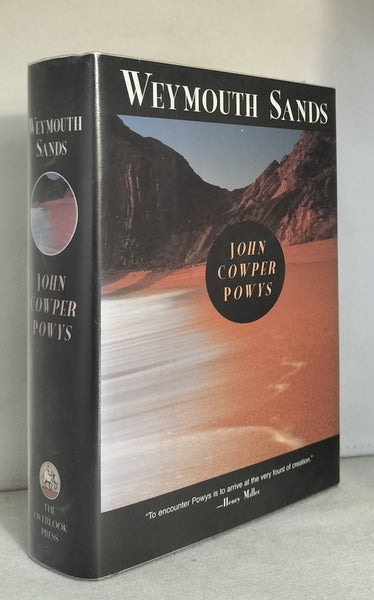 WEYMOUTH SANDS
JOHN
COWPER
POWYS
"To encounter Powys is to arrive at the very fount of creation."
—Henry Miller
WEYMOUTH
SANDS
JOHN
COWPER
POWYS
THE
OVERLOOK
PRESS